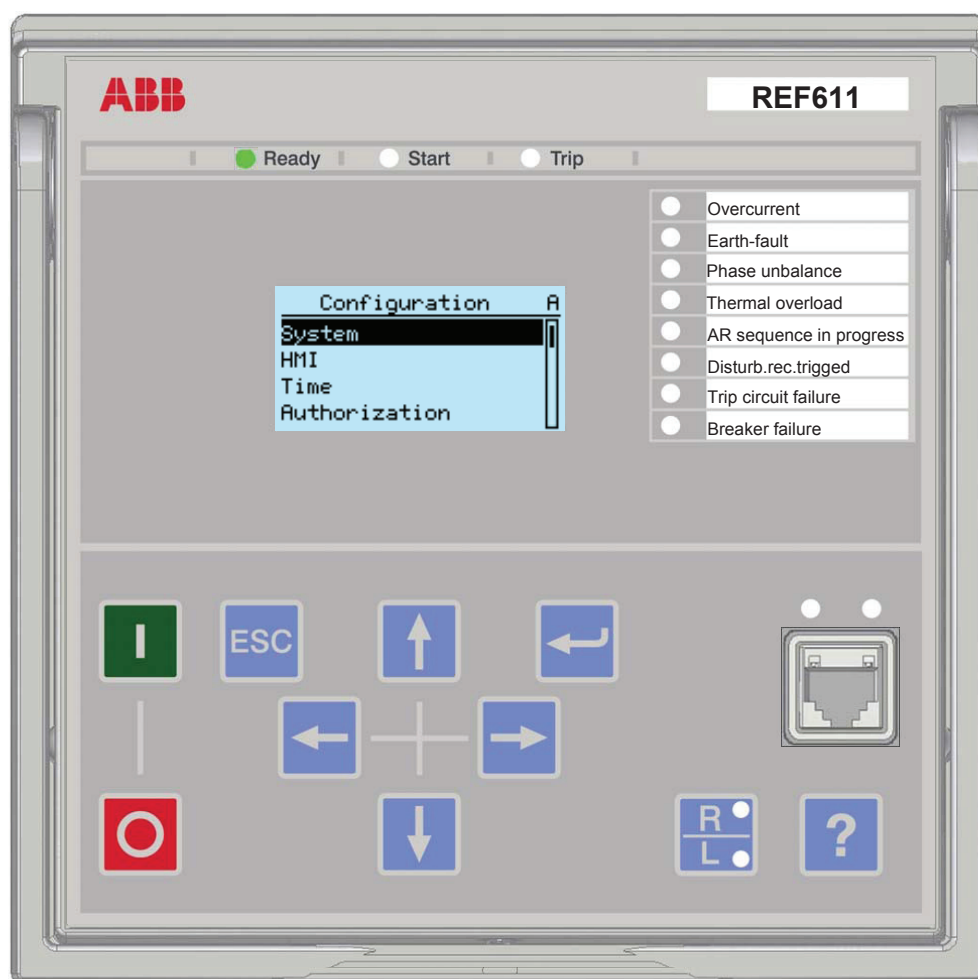 ABB
REF611
Ready Start Trip
Overcurrent
Earth-fault
Phase unbalance
Thermal overload
AR sequence in progress
Disturb.rec.trigged
Trip circuit failure
Breaker failure
Configuration A
System
HMI
Time
Authorization
I
ESC
O
R
L
?